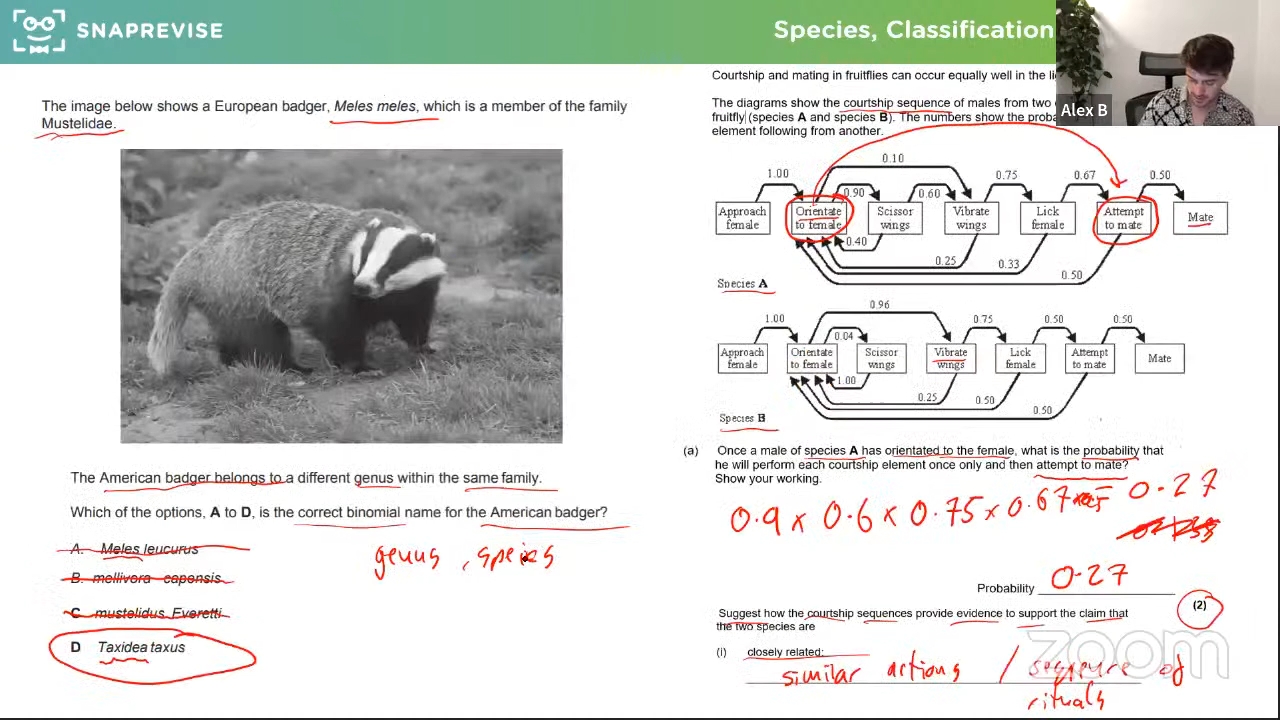 SNAPREVISE
Species, Classification
Alex B
The image below shows a European badger, Meles meles, which is a member of the family
Mustelidae.
The American badger belongs to a different genus within the same family.
Which of the options, A to D, is the correct binmial name for the American badger?
A. Meles leucurus
B. mellivora capensis
C mustelidus Everetti
D Taxidea taxus
genus , species
Courtship and mating in fruitflies can occur equally well in the
The diagrams show the courtship sequence of males from two
fruitfly (species A and species B). The numbers show the
element following from another.
0.10
1.00 0.90 0.60 0.75 0.67 0.50
Approach female
Orientate to female
Scissor wings
Vibrate wings
Lick female
Attempt to mate
Mate
0.40
0.25
0.33
0.50
Species A
0.96
1.00 0.04 0.75 0.50 0.50
Approach female
Orientate to female
Scissor wings
Vibrate wings
Lick female
Attempt to mate
Mate
1.00
0.25
0.50
0.50
Species B
(a) Once a male of species A has orientated to the female, what is the probability that
he will perform each courtship element once only and then attempt to mate?
Show your working.
0.9 x 0.6 x 0.75 x 0.67 0.27
Probability 0.27
(2)
Suggest how the courtship sequences provide evidence to support the claim that
the two species are
(i) closely related:
similar actions / sequence of
rituals
zoom